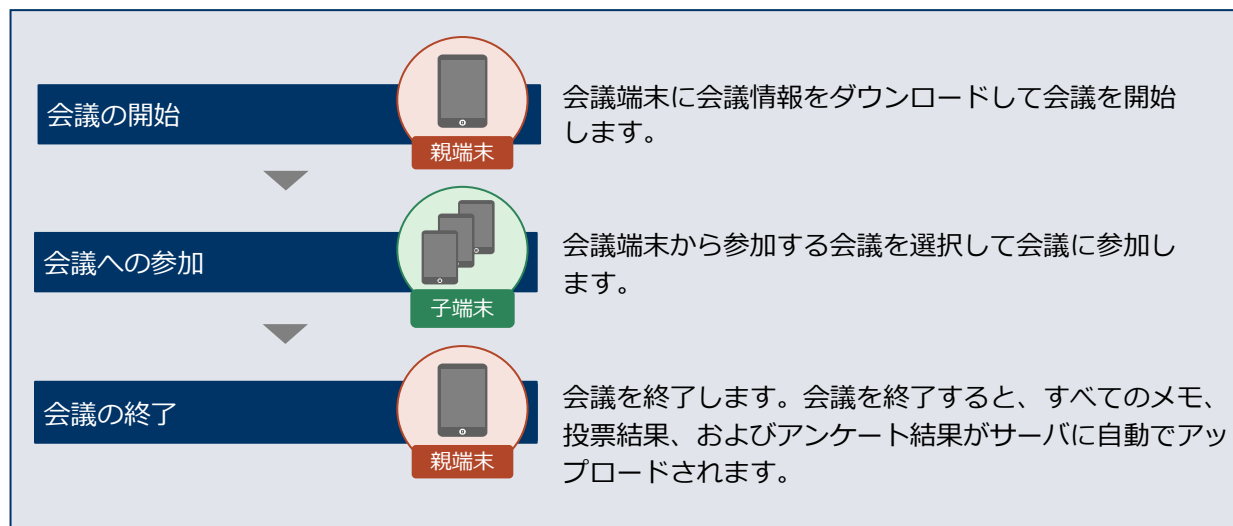 会議の開始
親端末
会議端末に会議情報をダウンロードして会議を開始
します。
会議への参加
子端末
会議端末から参加する会議を選択して会議に参加し
ます。
会議の終了
親端末
会議を終了します。会議を終了すると、すべてのメモ、
投票結果、およびアンケート結果がサーバに自動でアッ
プロードされます。